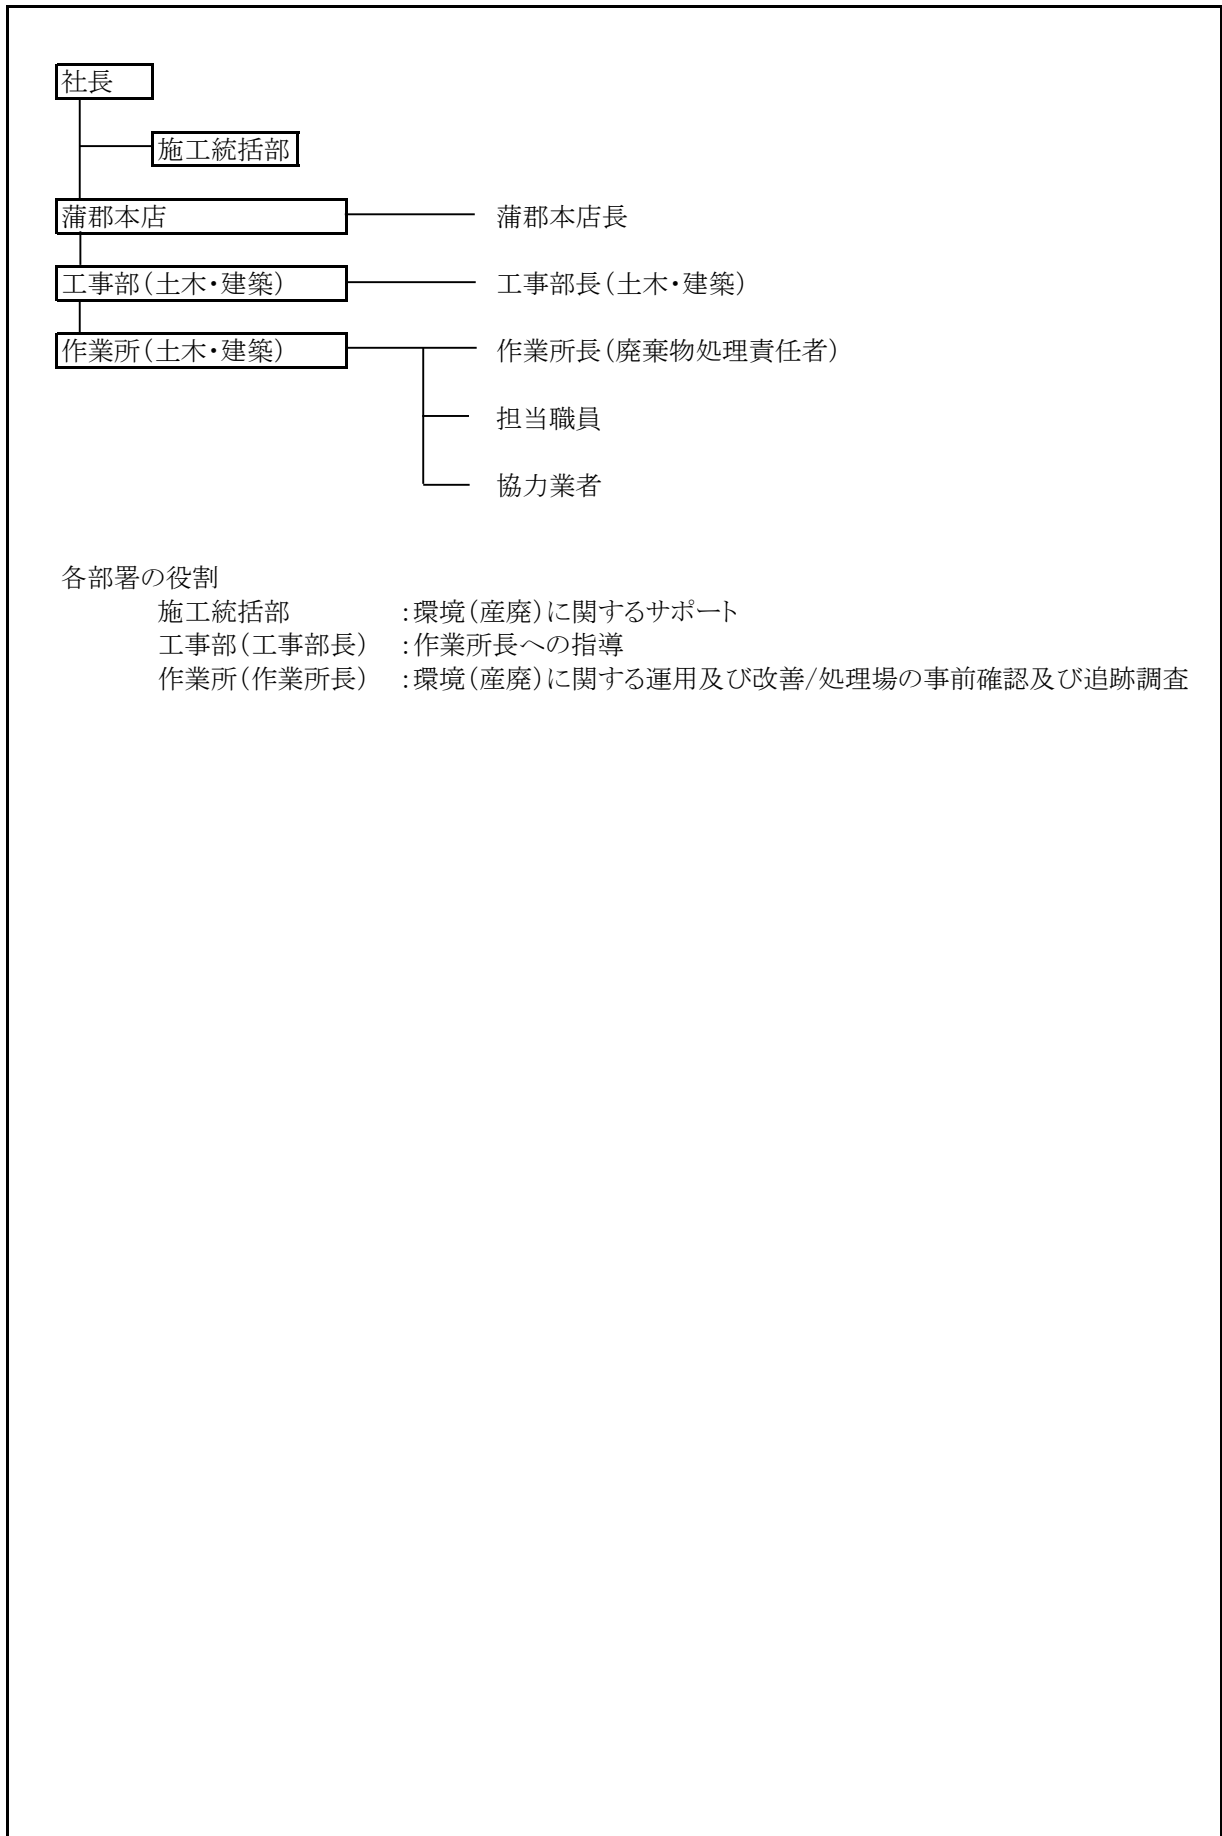 社長
施工統括部
蒲郡本店 蒲郡本店長
工事部（土木・建築） 工事部長（土木・建築）
作業所（土木・建築） 作業所長（廃棄物処理責任者）
担当職員
協力業者
各部署の役割
施工統括部 ：環境（産廃）に関するサポート
工事部（工事部長） ：作業所長への指導
作業所（作業所長） ：環境（産廃）に関する運用及び改善/処理場の事前確認及び追跡調査